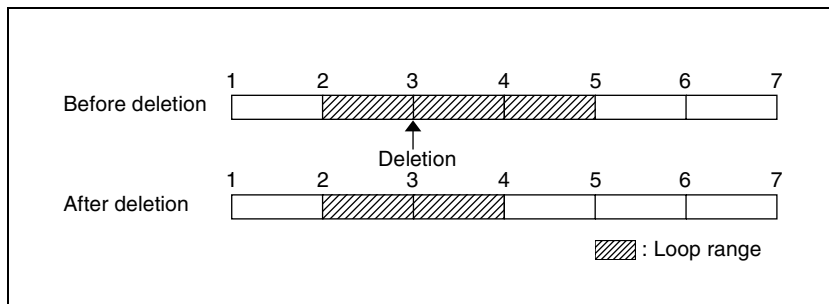 1 2 3 4 5 6 7
Before deletion
Deletion
1 2 3 4 5 6 7
After deletion
: Loop range